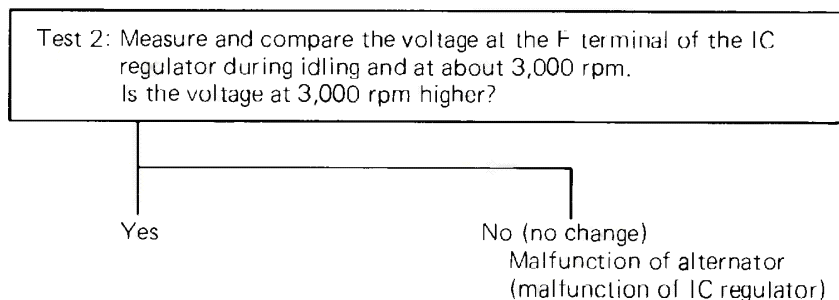 Test 2: Measure and compare the voltage at the F terminal of the IC
regulator during idling and at about 3,000 rpm.
Is the voltage at 3,000 rpm higher?
Yes
No (no change)
Malfunction of alternator
(malfunction of IC regulator)